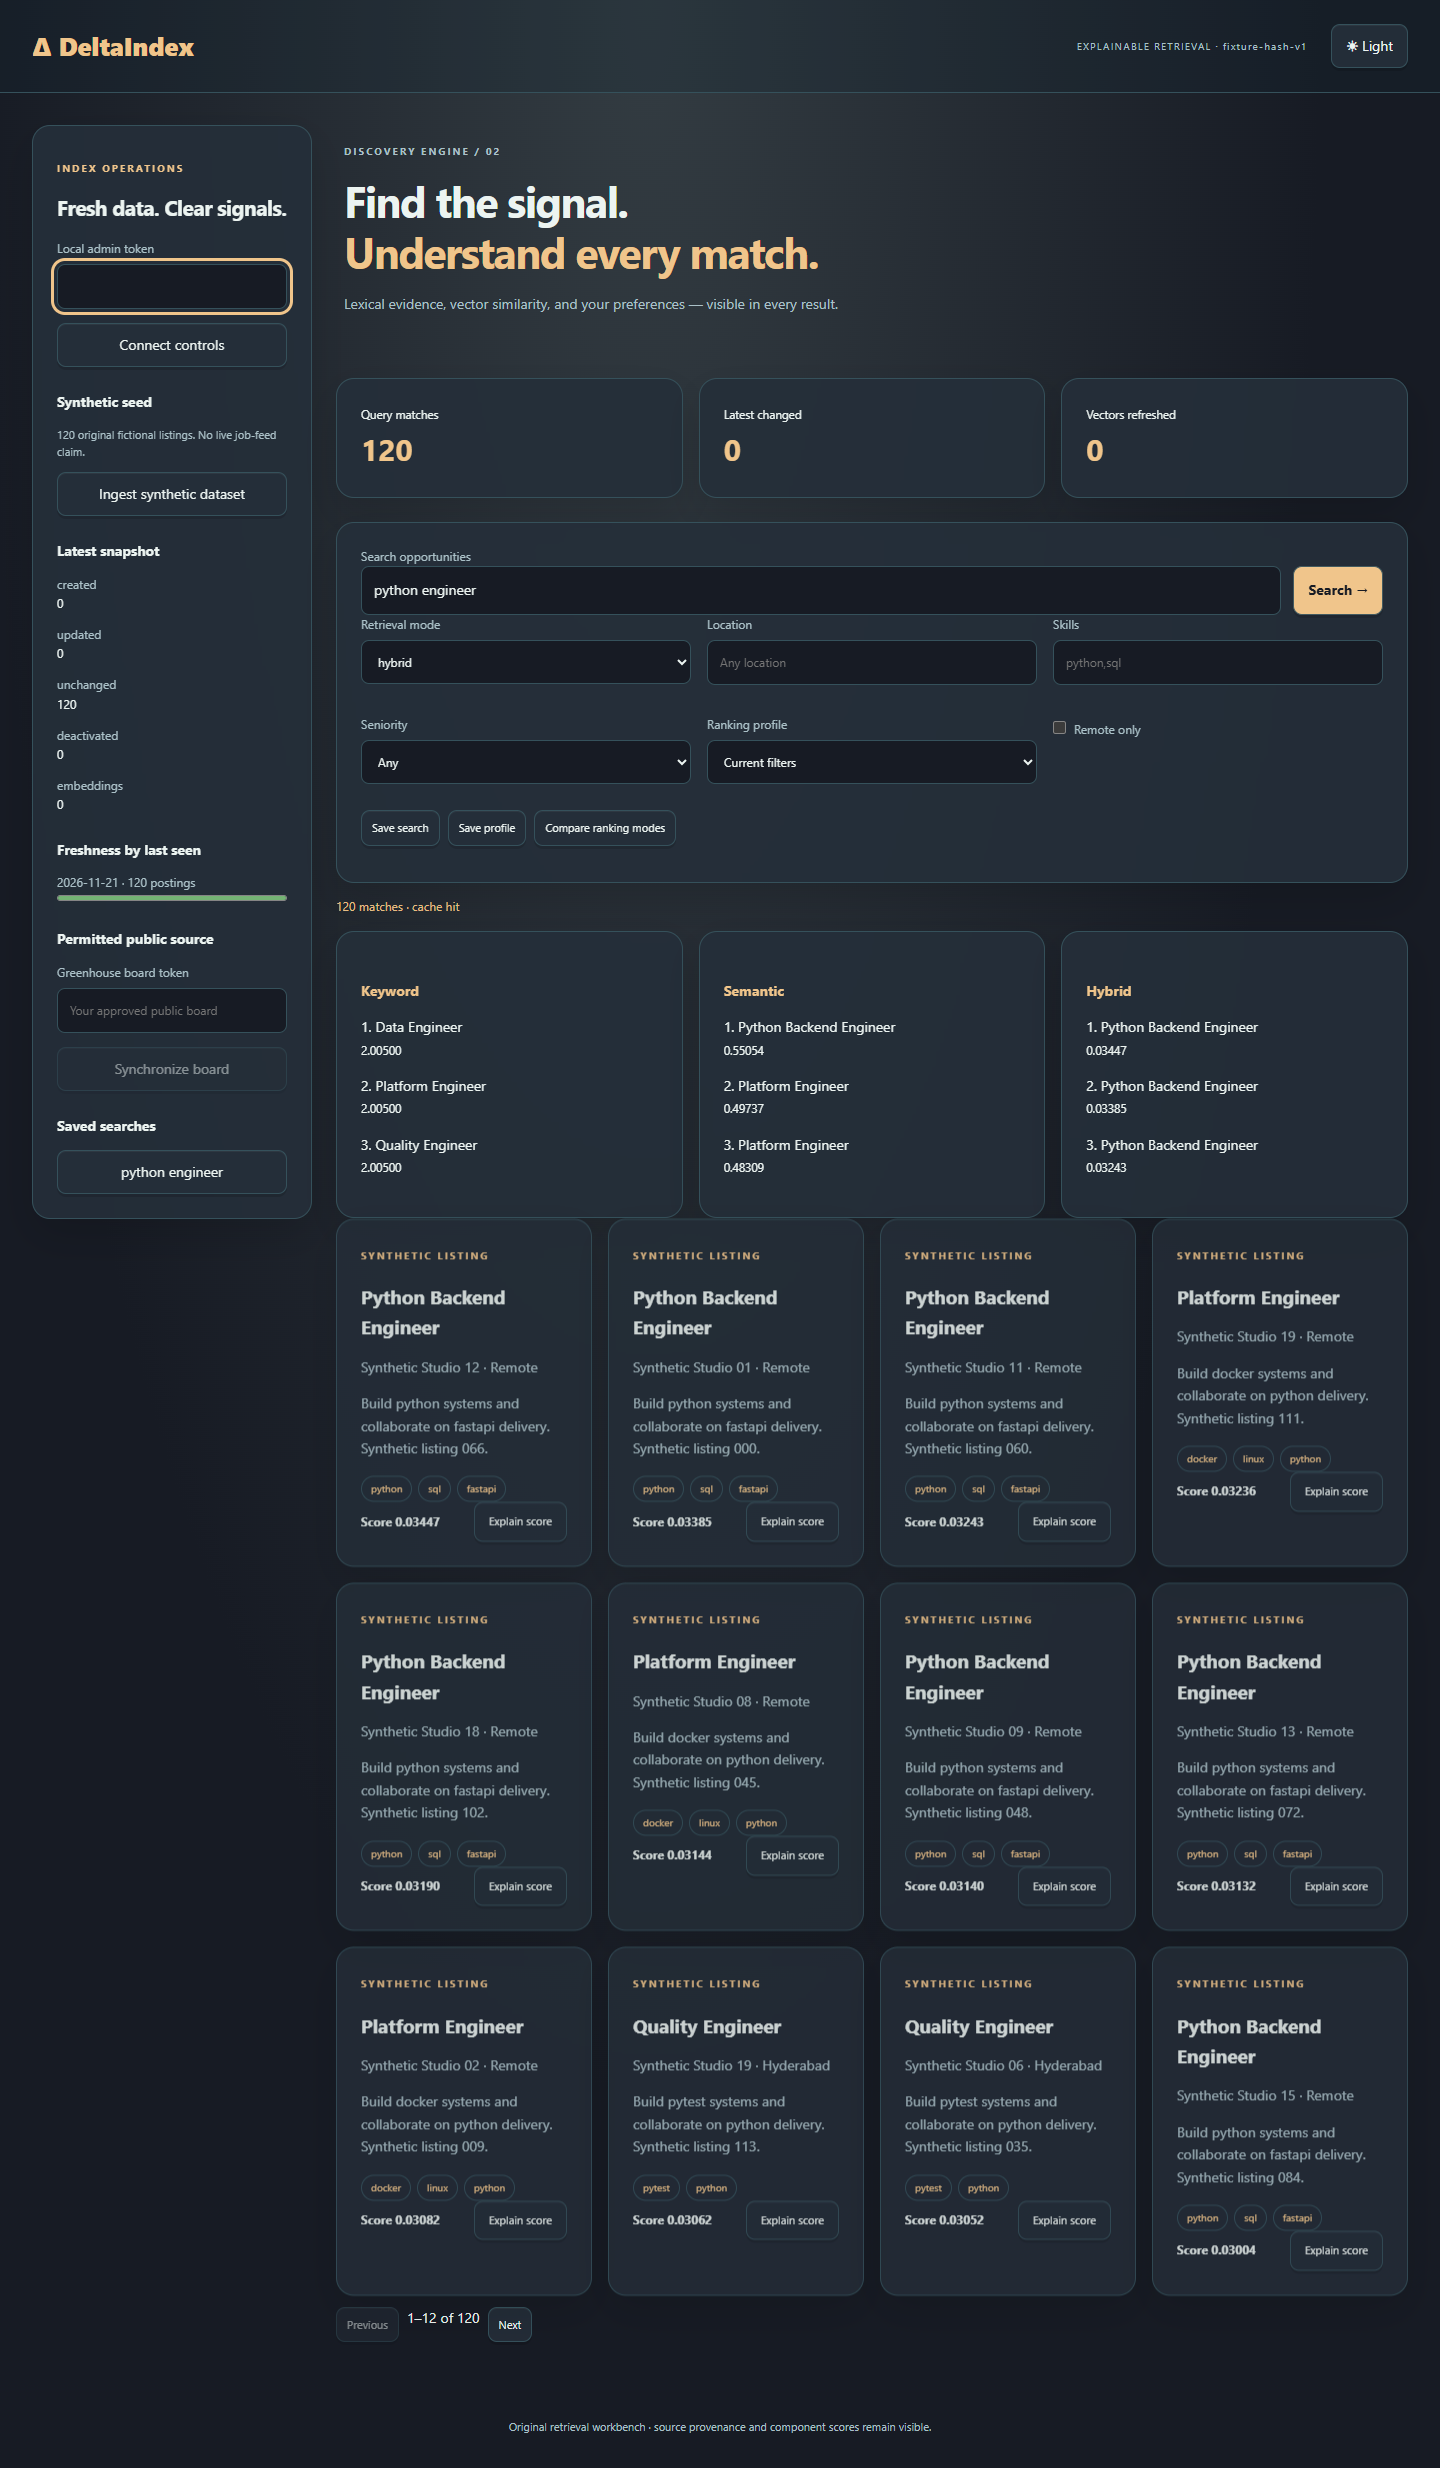 Δ DeltaIndex
EXPLAINABLE RETRIEVAL · fixture-hash-v1
☀ Light
INDEX OPERATIONS
Fresh data. Clear signals.
Local admin token
Connect controls
Synthetic seed
120 original fictional listings. No live job-feed
claim.
Ingest synthetic dataset
Latest snapshot
created
0
updated
0
unchanged
120
deactivated
0
embeddings
0
Freshness by last seen
2026-11-21 · 120 postings
Permitted public source
Greenhouse board token
Your approved public board
Synchronize board
Saved searches
python engineer
DISCOVERY ENGINE / 02
Find the signal.
Understand every match.
Lexical evidence, vector similarity, and your preferences — visible in every result.
Query matches
120
Latest changed
0
Vectors refreshed
0
Search opportunities
python engineer
Search →
Retrieval mode
hybrid
Location
Any location
Skills
python,sql
Seniority
Any
Ranking profile
Current filters
Remote only
Save search
Save profile
Compare ranking modes
120 matches · cache hit
Keyword
1. Data Engineer
2.00500
2. Platform Engineer
2.00500
3. Quality Engineer
2.00500
Semantic
1. Python Backend Engineer
0.55054
2. Platform Engineer
0.49737
3. Platform Engineer
0.48309
Hybrid
1. Python Backend Engineer
0.03447
2. Python Backend Engineer
0.03385
3. Python Backend Engineer
0.03243
SYNTHETIC LISTING
Python Backend
Engineer
Synthetic Studio 12 · Remote
Build python systems and
collaborate on fastapi delivery.
Synthetic listing 066.
python sql fastapi
Score 0.03447
Explain score
SYNTHETIC LISTING
Python Backend
Engineer
Synthetic Studio 01 · Remote
Build python systems and
collaborate on fastapi delivery.
Synthetic listing 000.
python sql fastapi
Score 0.03385
Explain score
SYNTHETIC LISTING
Python Backend
Engineer
Synthetic Studio 11 · Remote
Build python systems and
collaborate on fastapi delivery.
Synthetic listing 060.
python sql fastapi
Score 0.03243
Explain score
SYNTHETIC LISTING
Platform Engineer
Synthetic Studio 19 · Remote
Build docker systems and
collaborate on python delivery.
Synthetic listing 111.
docker linux python
Score 0.03236
Explain score
SYNTHETIC LISTING
Python Backend
Engineer
Synthetic Studio 18 · Remote
Build python systems and
collaborate on fastapi delivery.
Synthetic listing 102.
python sql fastapi
Score 0.03190
Explain score
SYNTHETIC LISTING
Platform Engineer
Synthetic Studio 08 · Remote
Build docker systems and
collaborate on python delivery.
Synthetic listing 045.
docker linux python
Score 0.03144
Explain score
SYNTHETIC LISTING
Python Backend
Engineer
Synthetic Studio 09 · Remote
Build python systems and
collaborate on fastapi delivery.
Synthetic listing 048.
python sql fastapi
Score 0.03140
Explain score
SYNTHETIC LISTING
Python Backend
Engineer
Synthetic Studio 13 · Remote
Build python systems and
collaborate on fastapi delivery.
Synthetic listing 072.
python sql fastapi
Score 0.03132
Explain score
SYNTHETIC LISTING
Platform Engineer
Synthetic Studio 02 · Remote
Build docker systems and
collaborate on python delivery.
Synthetic listing 009.
docker linux python
Score 0.03082
Explain score
SYNTHETIC LISTING
Quality Engineer
Synthetic Studio 19 · Hyderabad
Build pytest systems and
collaborate on python delivery.
Synthetic listing 113.
pytest python
Score 0.03062
Explain score
SYNTHETIC LISTING
Quality Engineer
Synthetic Studio 06 · Hyderabad
Build pytest systems and
collaborate on python delivery.
Synthetic listing 035.
pytest python
Score 0.03052
Explain score
SYNTHETIC LISTING
Python Backend
Engineer
Synthetic Studio 15 · Remote
Build python systems and
collaborate on fastapi delivery.
Synthetic listing 084.
python sql fastapi
Score 0.03004
Explain score
Previous
1–12 of 120
Next
Original retrieval workbench · source provenance and component scores remain visible.